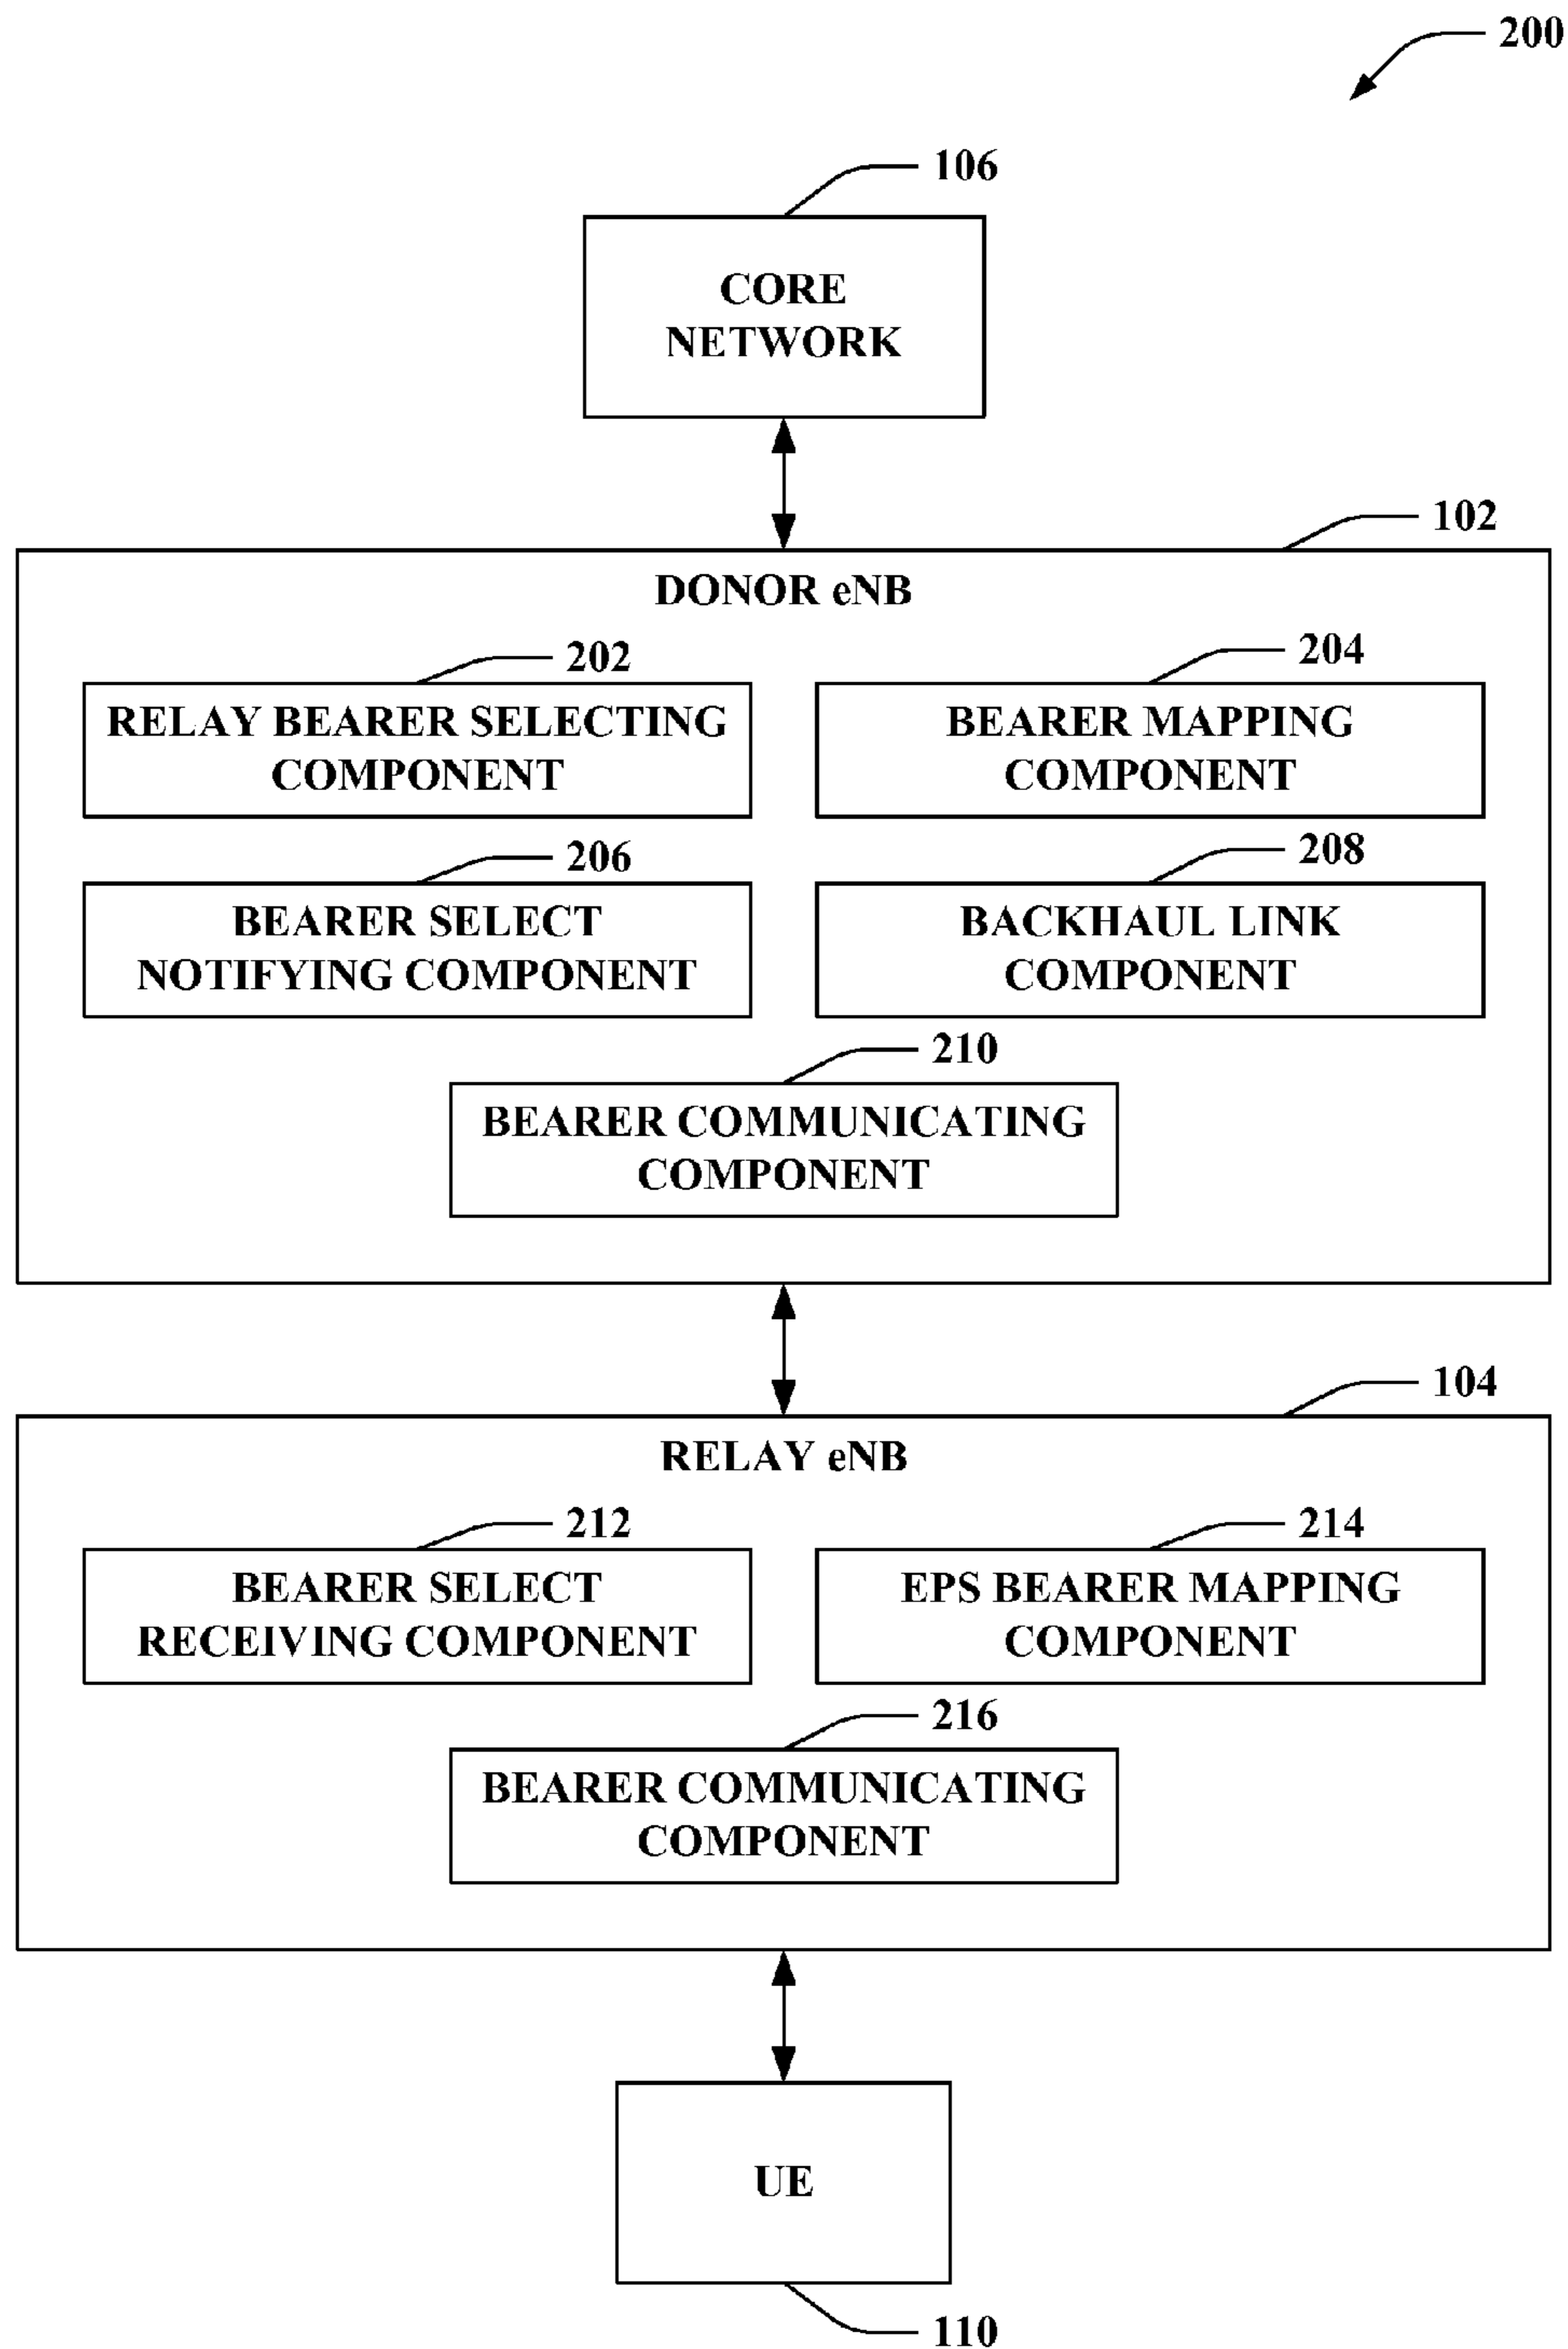 200
106
CORE
NETWORK
102
DONOR eNB
202
204
RELAY BEARER SELECTING
COMPONENT
BEARER MAPPING
COMPONENT
206
208
BEARER SELECT
NOTIFYING COMPONENT
BACKHAUL LINK
COMPONENT
210
BEARER COMMUNICATING
COMPONENT
104
RELAY eNB
212
214
BEARER SELECT
RECEIVING COMPONENT
EPS BEARER MAPPING
COMPONENT
216
BEARER COMMUNICATING
COMPONENT
UE
110